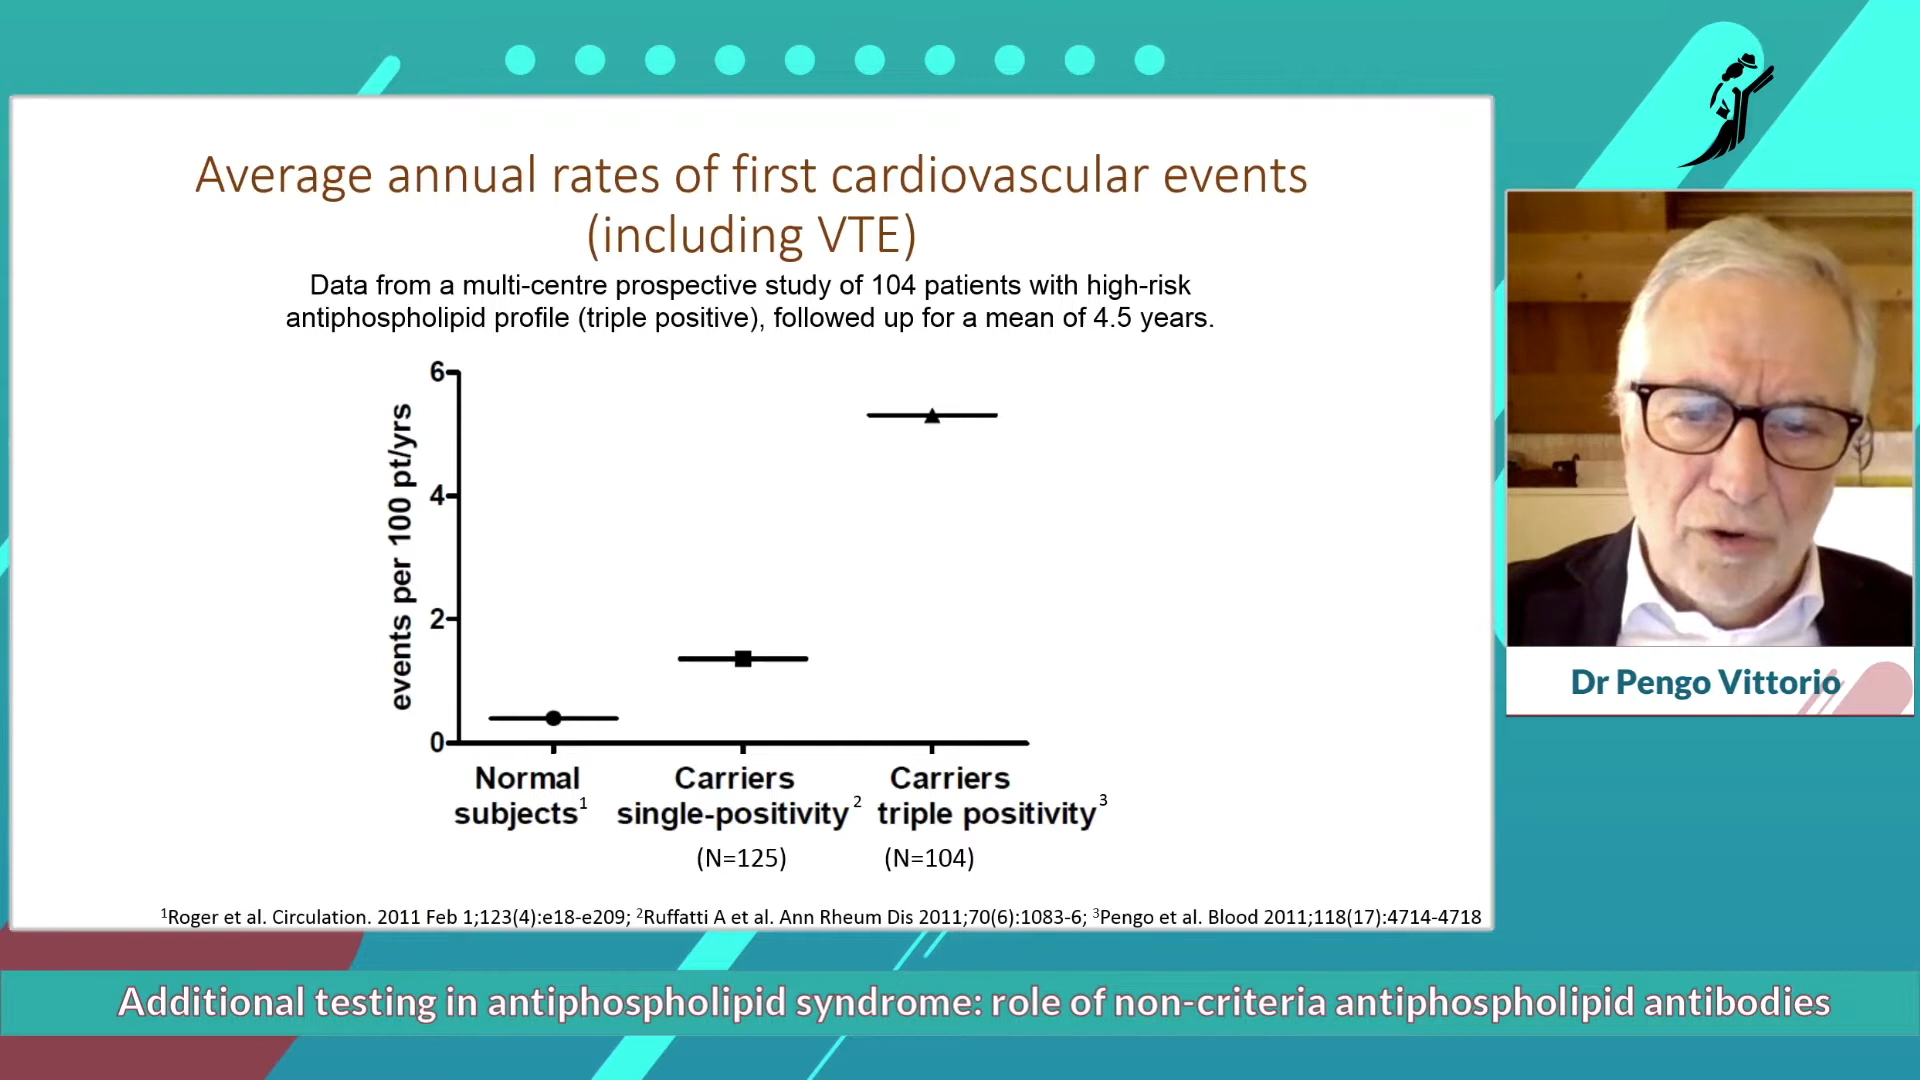 Average annual rates of first cardiovascular events
(including VTE)
Data from a multi-centre prospective study of 104 patients with high-risk
antiphospholipid profile (triple positive), followed up for a mean of 4.5 years.
events per 100 pt/yrs
6
4
2
0
Normal
subjects¹
Carriers
single-positivity²
(N=125)
Carriers
triple positivity³
(N=104)
¹Roger et al. Circulation. 2011 Feb 1;123(4):e18-e209; ²Ruffatti A et al. Ann Rheum Dis 2011;70(6):1083-6; ³Pengo et al. Blood 2011;118(17):4714-4718
Dr Pengo Vittorio
Additional testing in antiphospholipid syndrome: role of non-criteria antiphospholipid antibodies